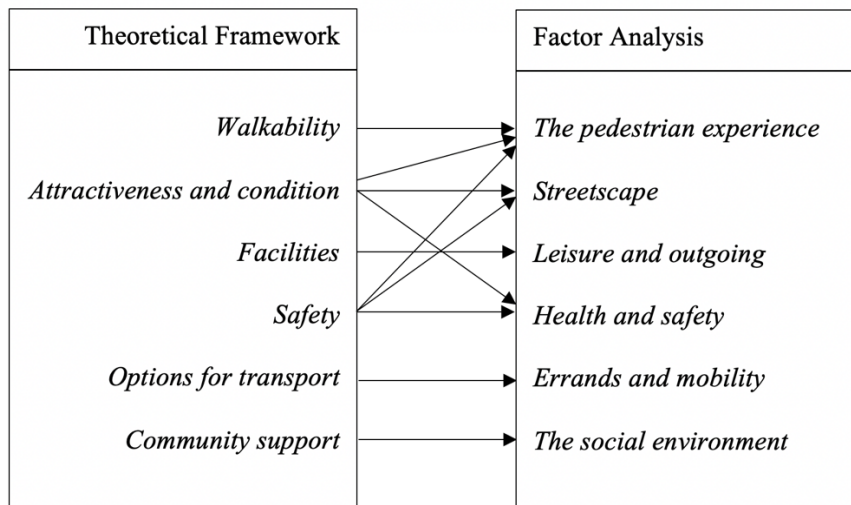 Theoretical Framework
Walkability
Attractiveness and condition
Facilities
Safety
Options for transport
Community support
Factor Analysis
The pedestrian experience
Streetscape
Leisure and outgoing
Health and safety
Errands and mobility
The social environment